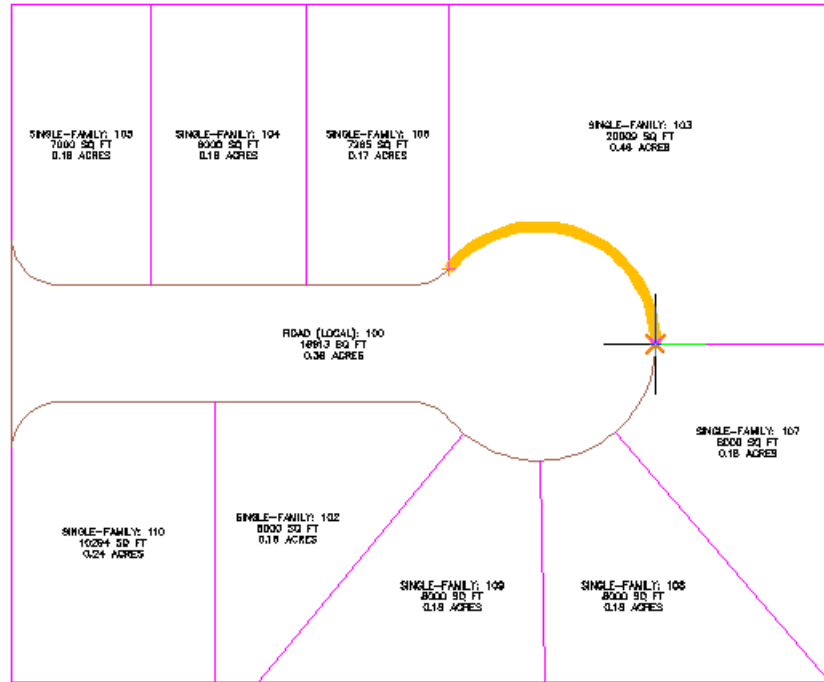 SINGLE-FAMILY: 105
7000 SQ FT
0.16 ACRES
SINGLE-FAMILY: 104
8000 SQ FT
0.18 ACRES
SINGLE-FAMILY: 106
7385 SQ FT
0.17 ACRES
SINGLE-FAMILY: 103
20009 SQ FT
0.46 ACRES
ROAD (LOCAL): 100
SQ FT
0.38 ACRES
SINGLE-FAMILY: 107
8000 SQ FT
0.18 ACRES
SINGLE-FAMILY: 110
10294 SQ FT
0.24 ACRES
SINGLE-FAMILY: 102
8000 SQ FT
0.18 ACRES
SINGLE-FAMILY: 109
8000 SQ FT
0.18 ACRES
SINGLE-FAMILY: 108
8000 SQ FT
0.18 ACRES